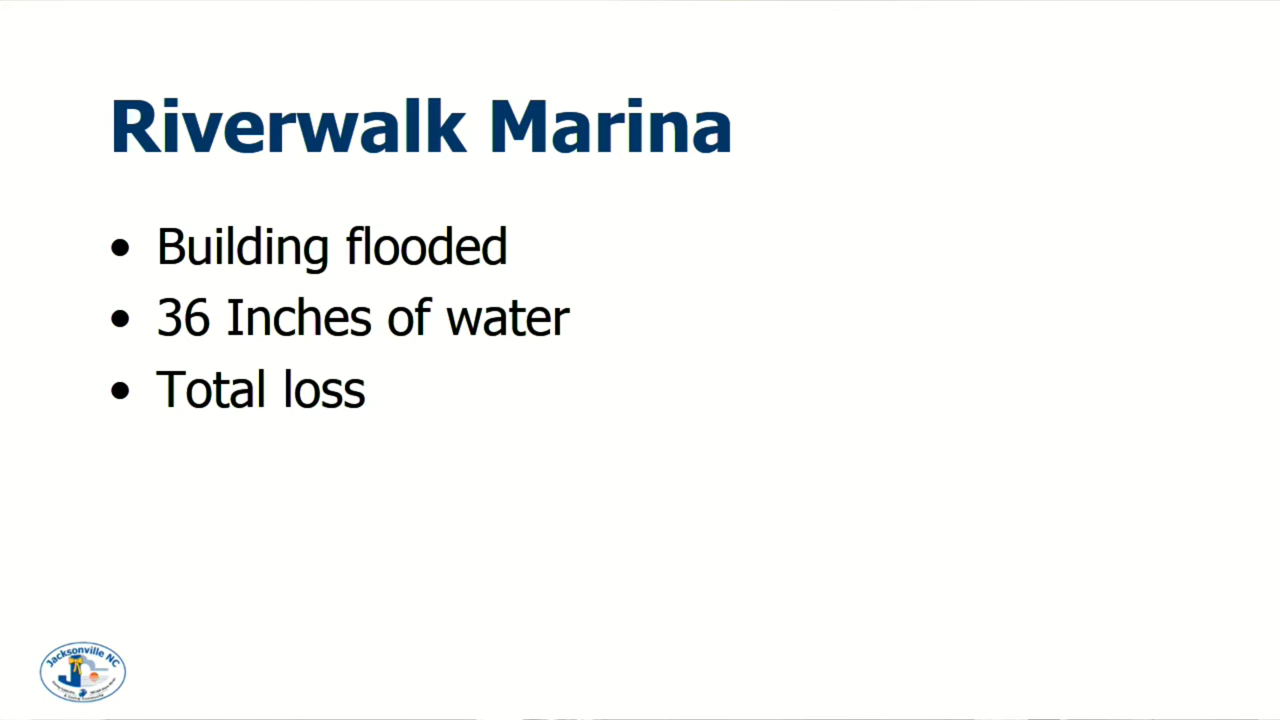 Riverwalk Marina
• Building flooded
• 36 Inches of water
• Total loss
Jacksonville NC